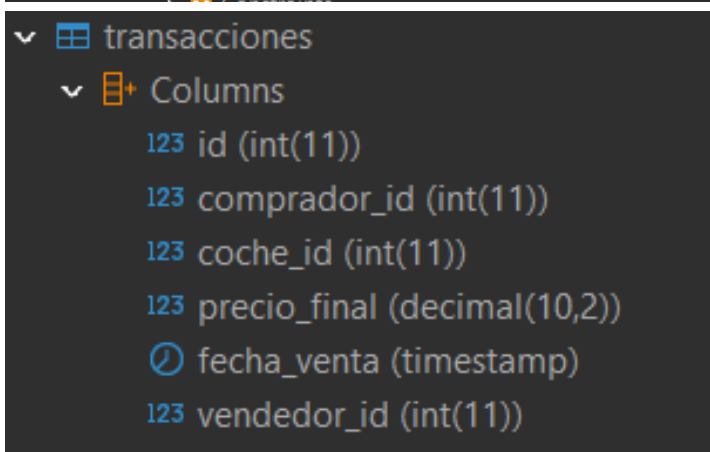 transacciones
Columns
123 id (int(11))
123 comprador_id (int(11))
123 coche_id (int(11))
123 precio_final (decimal(10,2))
fecha_venta (timestamp)
123 vendedor_id (int(11))